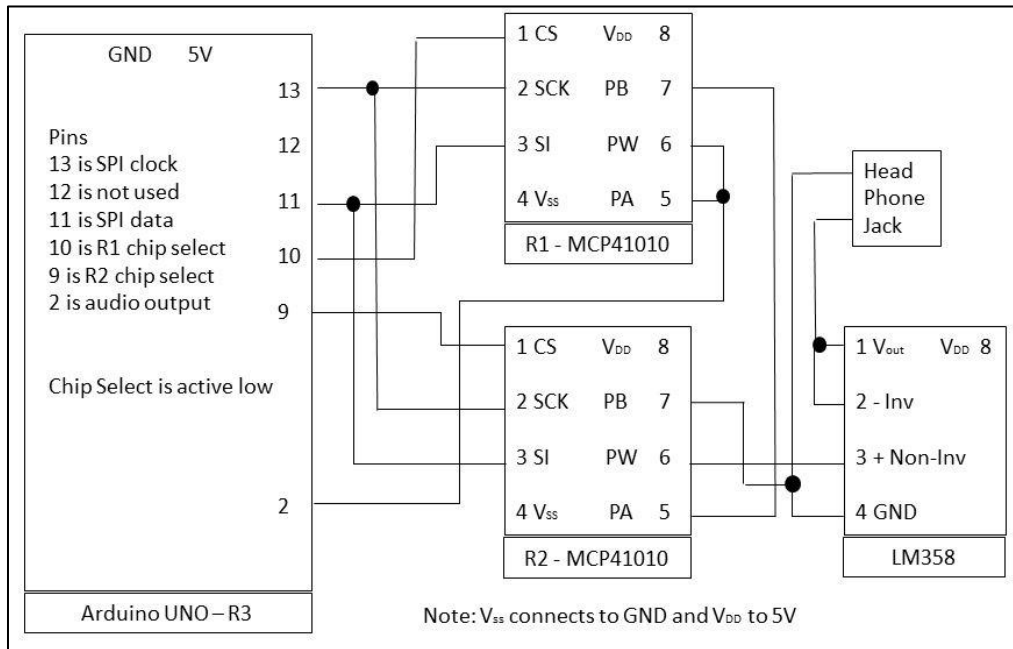 GND 5V
13
12
11
10
9
2
Pins
13 is SPI clock
12 is not used
11 is SPI data
10 is R1 chip select
9 is R2 chip select
2 is audio output
Chip Select is active low
Arduino UNO – R3
1 CS VDD 8
2 SCK PB 7
3 SI PW 6
4 Vss PA 5
R1 - MCP41010
1 CS VDD 8
2 SCK PB 7
3 SI PW 6
4 Vss PA 5
R2 - MCP41010
Head
Phone
Jack
1 Vout VDD 8
2 - Inv
3 + Non-Inv
4 GND
LM358
Note: Vss connects to GND and VDD to 5V